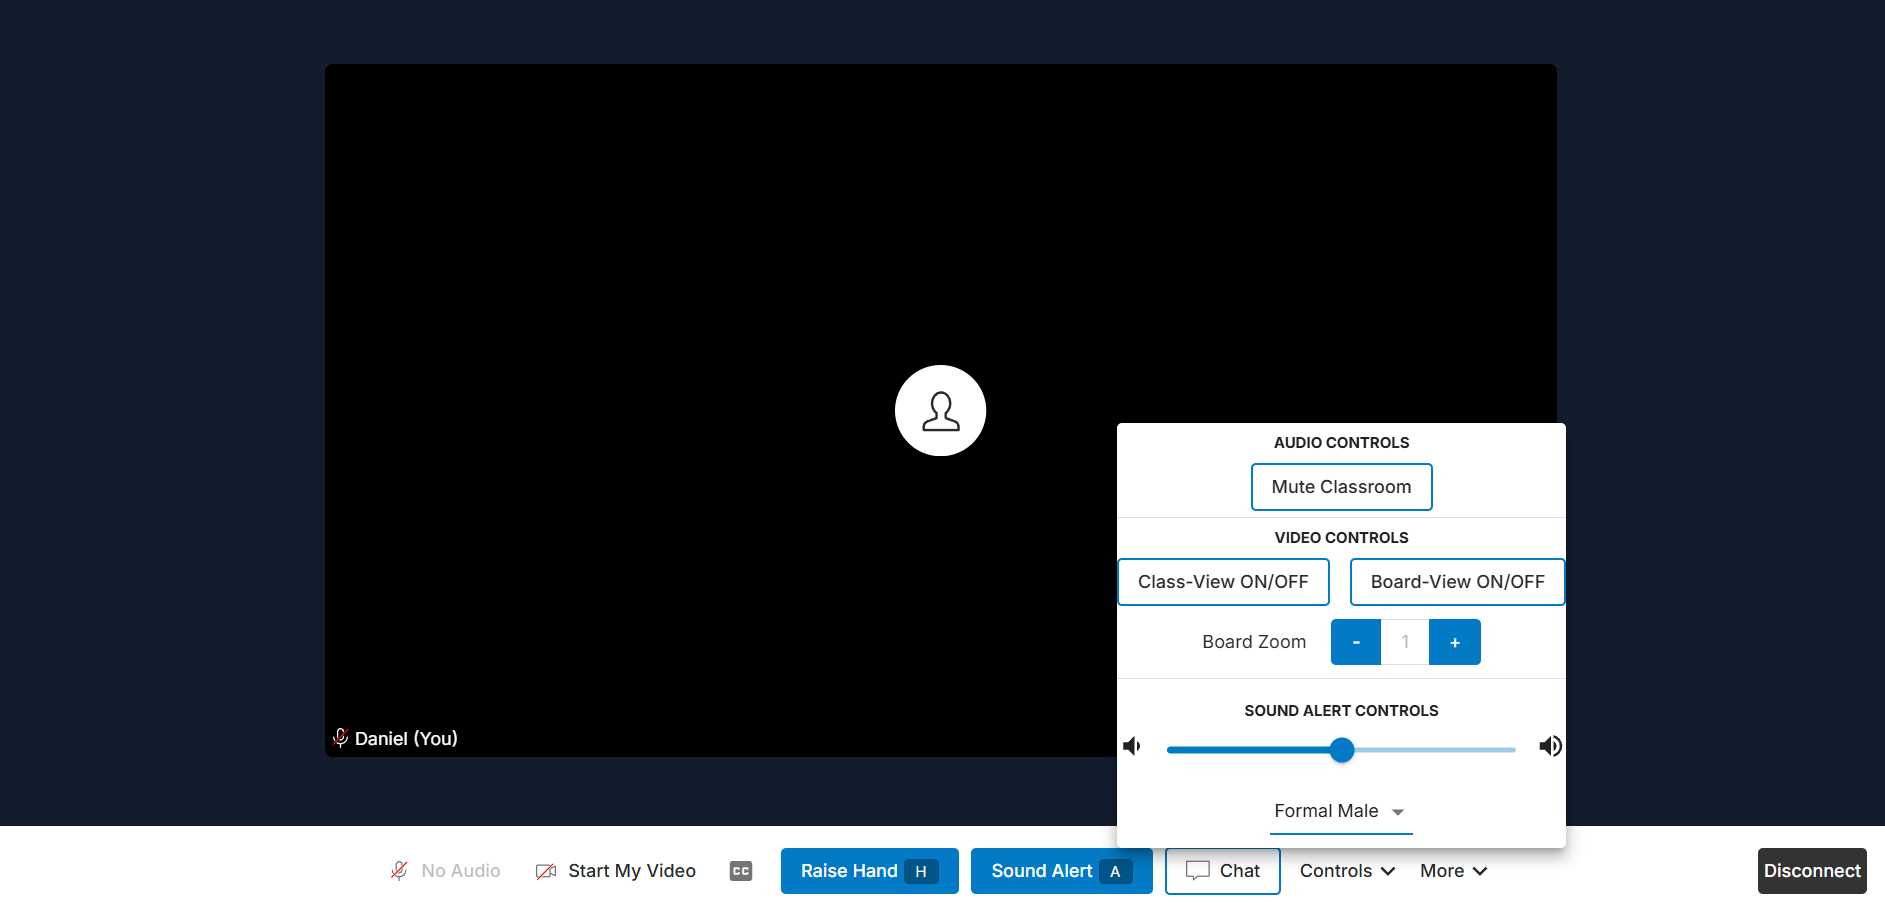 AUDIO CONTROLS
Mute Classroom
VIDEO CONTROLS
Class-View ON/OFF Board-View ON/OFF
Board Zoom - 1 +
SOUND ALERT CONTROLS
Daniel (You)
Formal Male
No Audio Start My Video CC Raise Hand H Sound Alert A Chat Controls More Disconnect